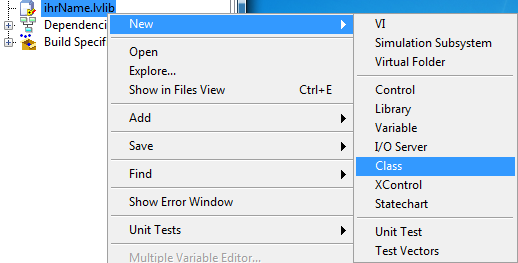 ihrName.lvlib
Dependenci
Build Specif
New
Open
Explore...
Show in Files View Ctrl+E
Add
Save
Find
Show Error Window
Unit Tests
Multiple Variable Editor...
VI
Simulation Subsystem
Virtual Folder
Control
Library
Variable
I/O Server
Class
XControl
Statechart
Unit Test
Test Vectors